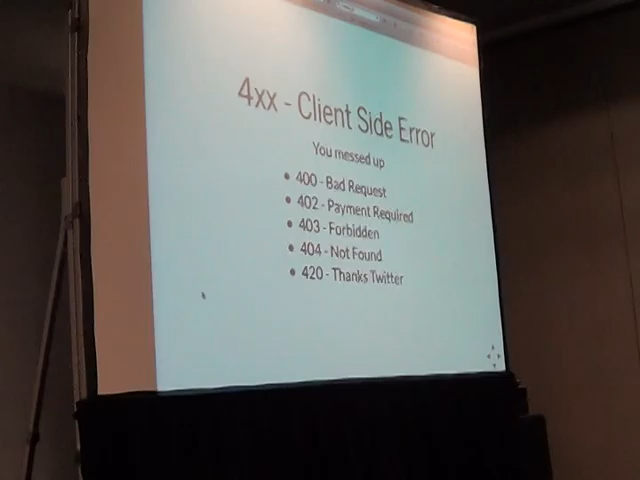 4xx - Client Side Error
You messed up
• 400 - Bad Request
• 402 - Payment Required
• 403 - Forbidden
• 404 - Not Found
• 420 - Thanks Twitter